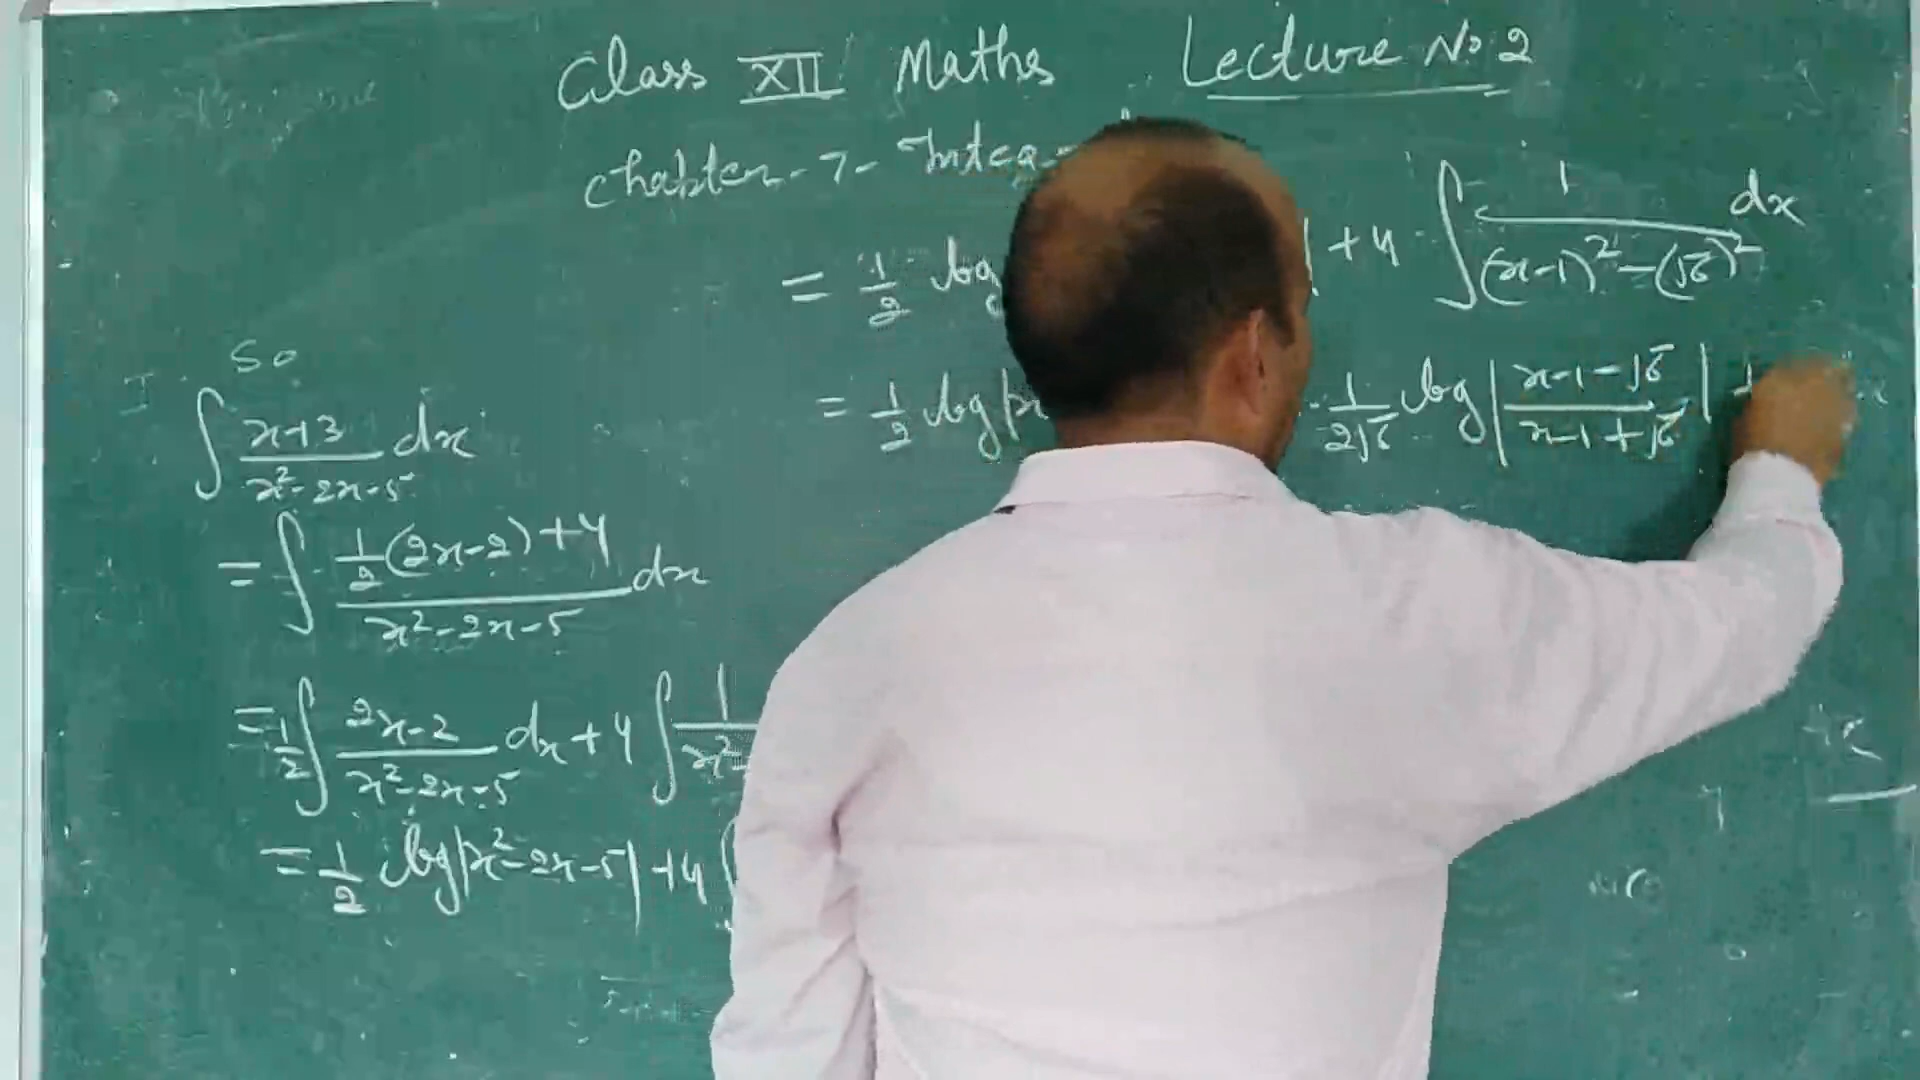 Class XII Maths Lecture No. 2
Chapter-7- Integ
So
∫ x+3/x²-2x-5 dx
= ∫ ½(2x-2)+4/x²-2x-5 dx
= ½ ∫ 2x-2/x²-2x-5 dx + 4 ∫ 1/x²-
= ½ log|x²-2x-5| + 4 ∫
= ½ log | + 4 ∫ 1/(x-1)²-(√6)² dx
= ½ log|x 1/2√6 log|x-1-√6/x-1+√6| +